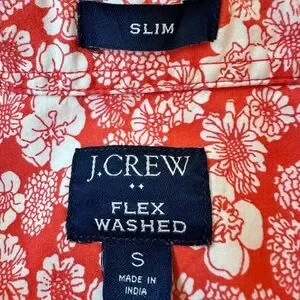 SLIM
J.CREW
FLEX
WASHED
S
MADE IN
INDIA